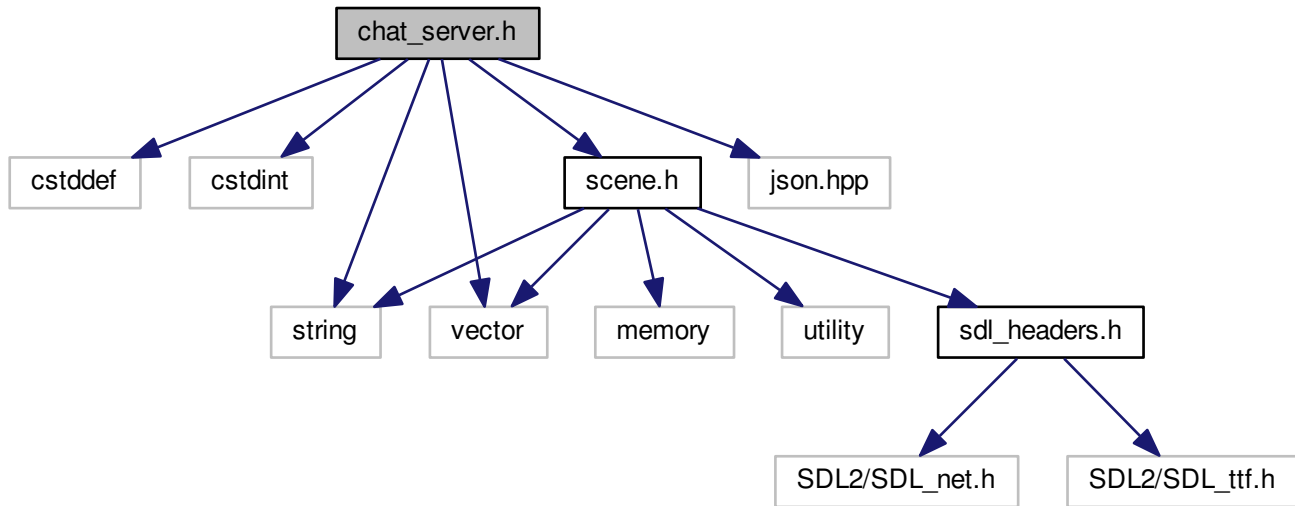 chat_server.h
cstddef
cstdint
scene.h
json.hpp
string
vector
memory
utility
sdl_headers.h
SDL2/SDL_net.h
SDL2/SDL_ttf.h